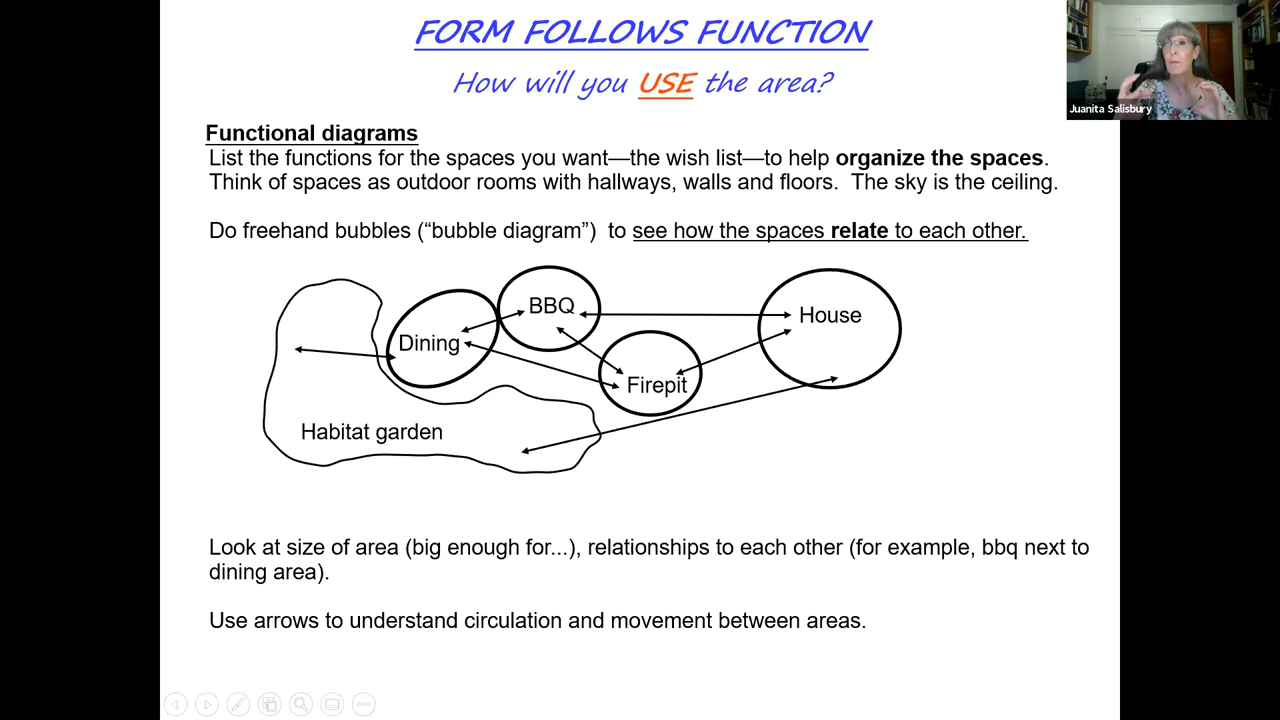 FORM FOLLOWS FUNCTION
How will you USE the area?
Juanita Salisbury
Functional diagrams
List the functions for the spaces you want—the wish list—to help organize the spaces.
Think of spaces as outdoor rooms with hallways, walls and floors.  The sky is the ceiling.
Do freehand bubbles (“bubble diagram”)  to see how the spaces relate to each other.
BBQ
House
Dining
Firepit
Habitat garden
Look at size of area (big enough for...), relationships to each other (for example, bbq next to
dining area).
Use arrows to understand circulation and movement between areas.